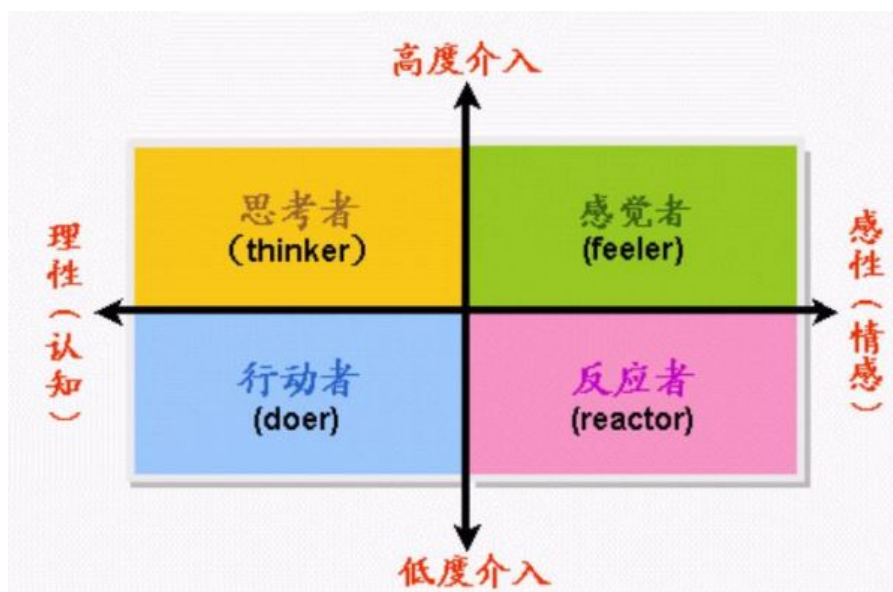 高度介入
思考者
（thinker）
感觉者
(feeler)
理性（认知）
感性（情感）
行动者
(doer)
反应者
(reactor)
低度介入